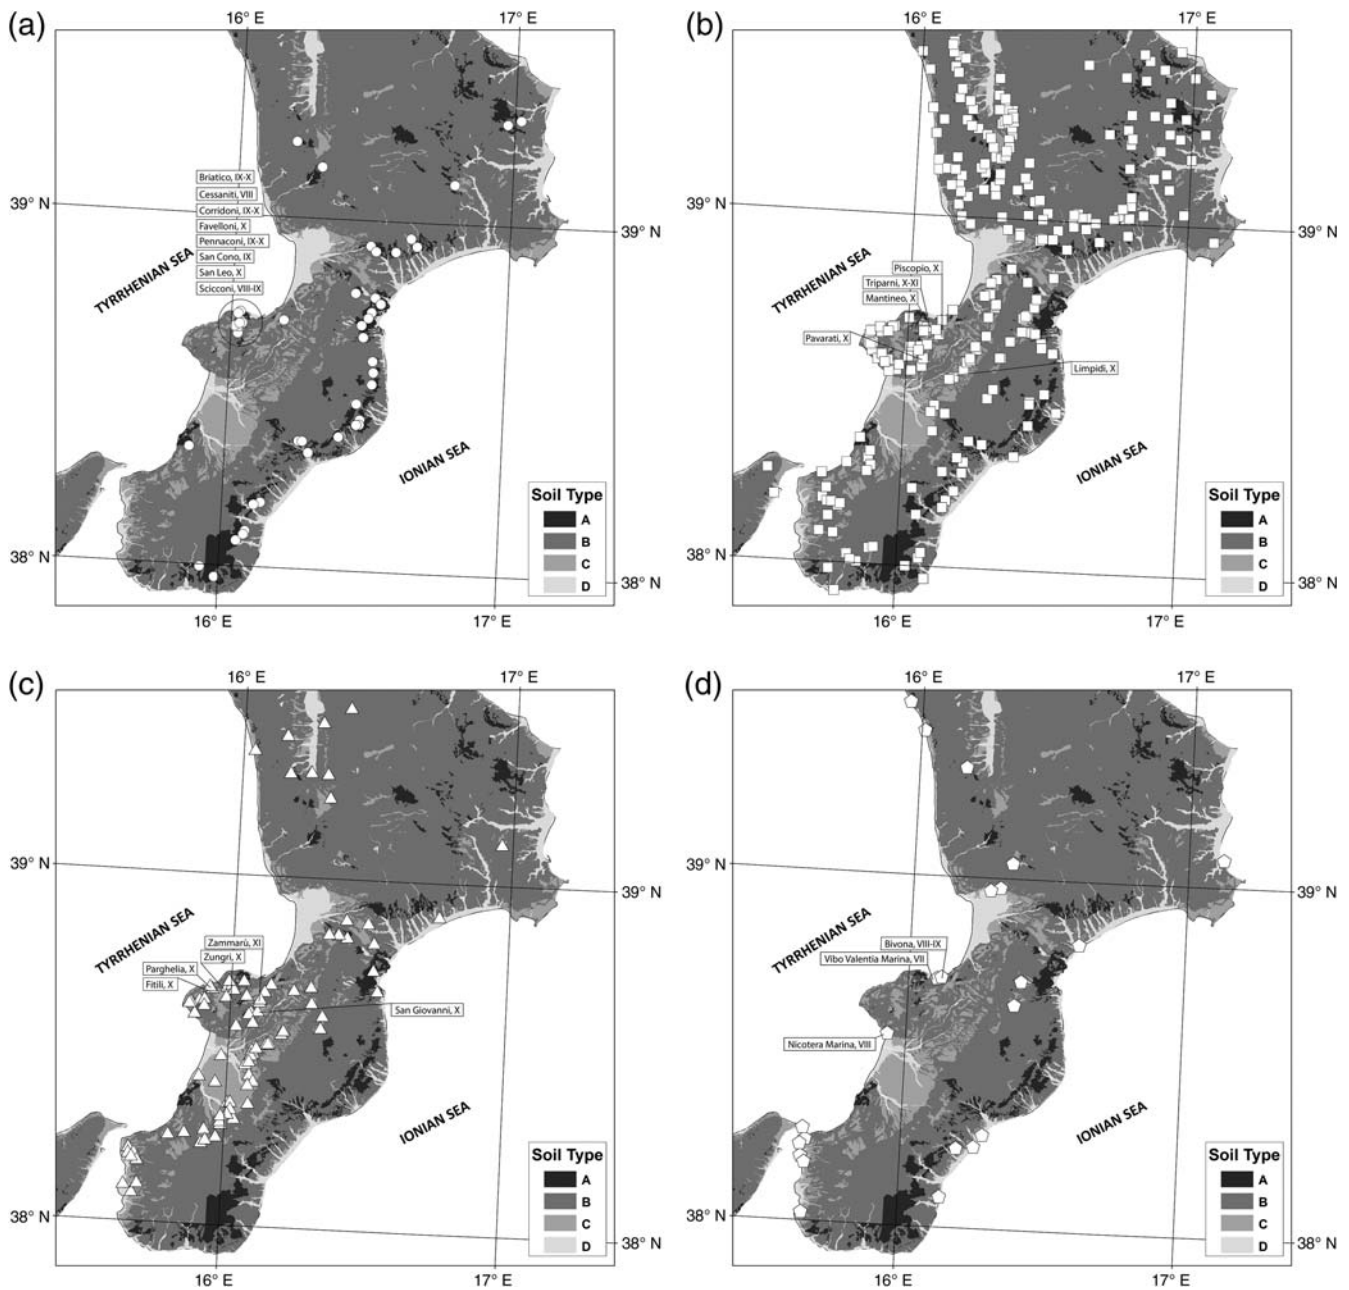 (a)
16° E
17° E
Briatico, IX-X
Cessaniti, VIII
Corridoni, IX-X
Favelloni, X
Pennaconi, IX-X
San Cono, IX
San Leo, X
Scicconi, VIII-IX
39° N
39° N
TYRRHENIAN SEA
IONIAN SEA
Soil Type
A
B
C
D
38° N
38° N
16° E
17° E
(b)
16° E
17° E
39° N
39° N
TYRRHENIAN SEA
Piscopio, X
Triparni, X-XI
Mantineo, X
Pavarati, X
Limpidi, X
IONIAN SEA
Soil Type
A
B
C
D
38° N
38° N
16° E
17° E
(c)
16° E
17° E
39° N
39° N
TYRRHENIAN SEA
Zammarù, XI
Zungri, X
Parghelia, X
Fitili, X
San Giovanni, X
IONIAN SEA
Soil Type
A
B
C
D
38° N
38° N
16° E
17° E
(d)
16° E
17° E
39° N
39° N
TYRRHENIAN SEA
Bivona, VIII-IX
Vibo Valentia Marina, VII
Nicotera Marina, VIII
IONIAN SEA
Soil Type
A
B
C
D
38° N
38° N
16° E
17° E